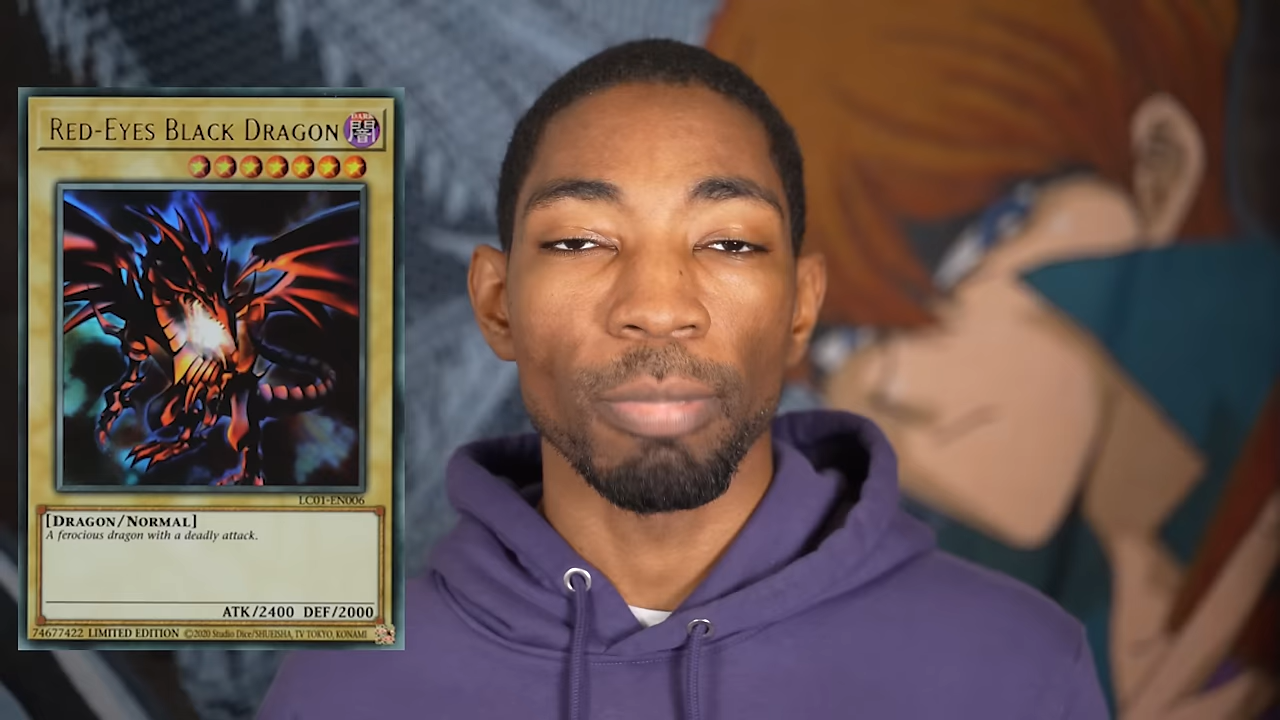 RED-EYES BLACK DRAGON
DARK
闇
LC01-EN006
[DRAGON/NORMAL]
A ferocious dragon with a deadly attack.
ATK/2400 DEF/2000
74677422 LIMITED EDITION ©2020 Studio Dice/SHUEISHA, TV TOKYO, KONAMI